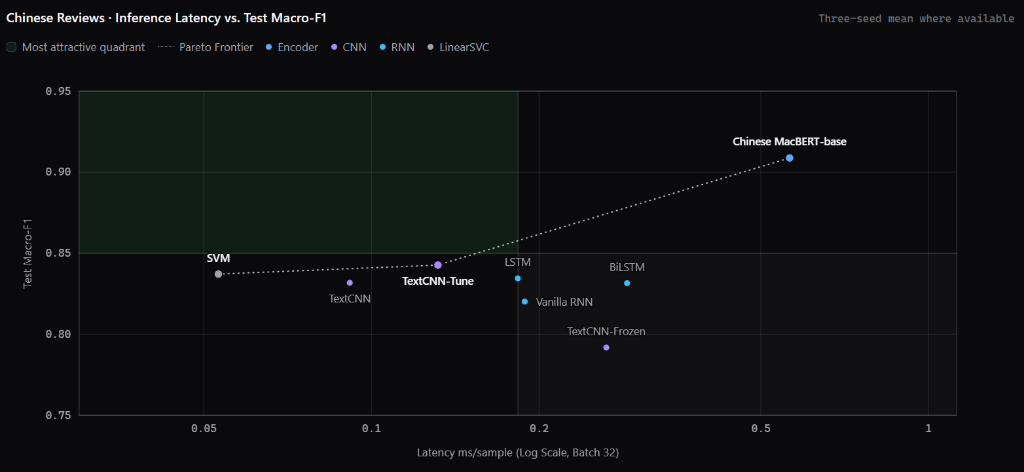 Chinese Reviews · Inference Latency vs. Test Macro-F1
Three-seed mean where available
Most attractive quadrant
Pareto Frontier
Encoder
CNN
RNN
LinearSVC
0.95
0.90
0.85
0.80
0.75
Test Macro-F1
Chinese MacBERT-base
SVM
LSTM
BiLSTM
TextCNN-Tune
TextCNN
Vanilla RNN
TextCNN-Frozen
0.05
0.1
0.2
0.5
1
Latency ms/sample (Log Scale, Batch 32)